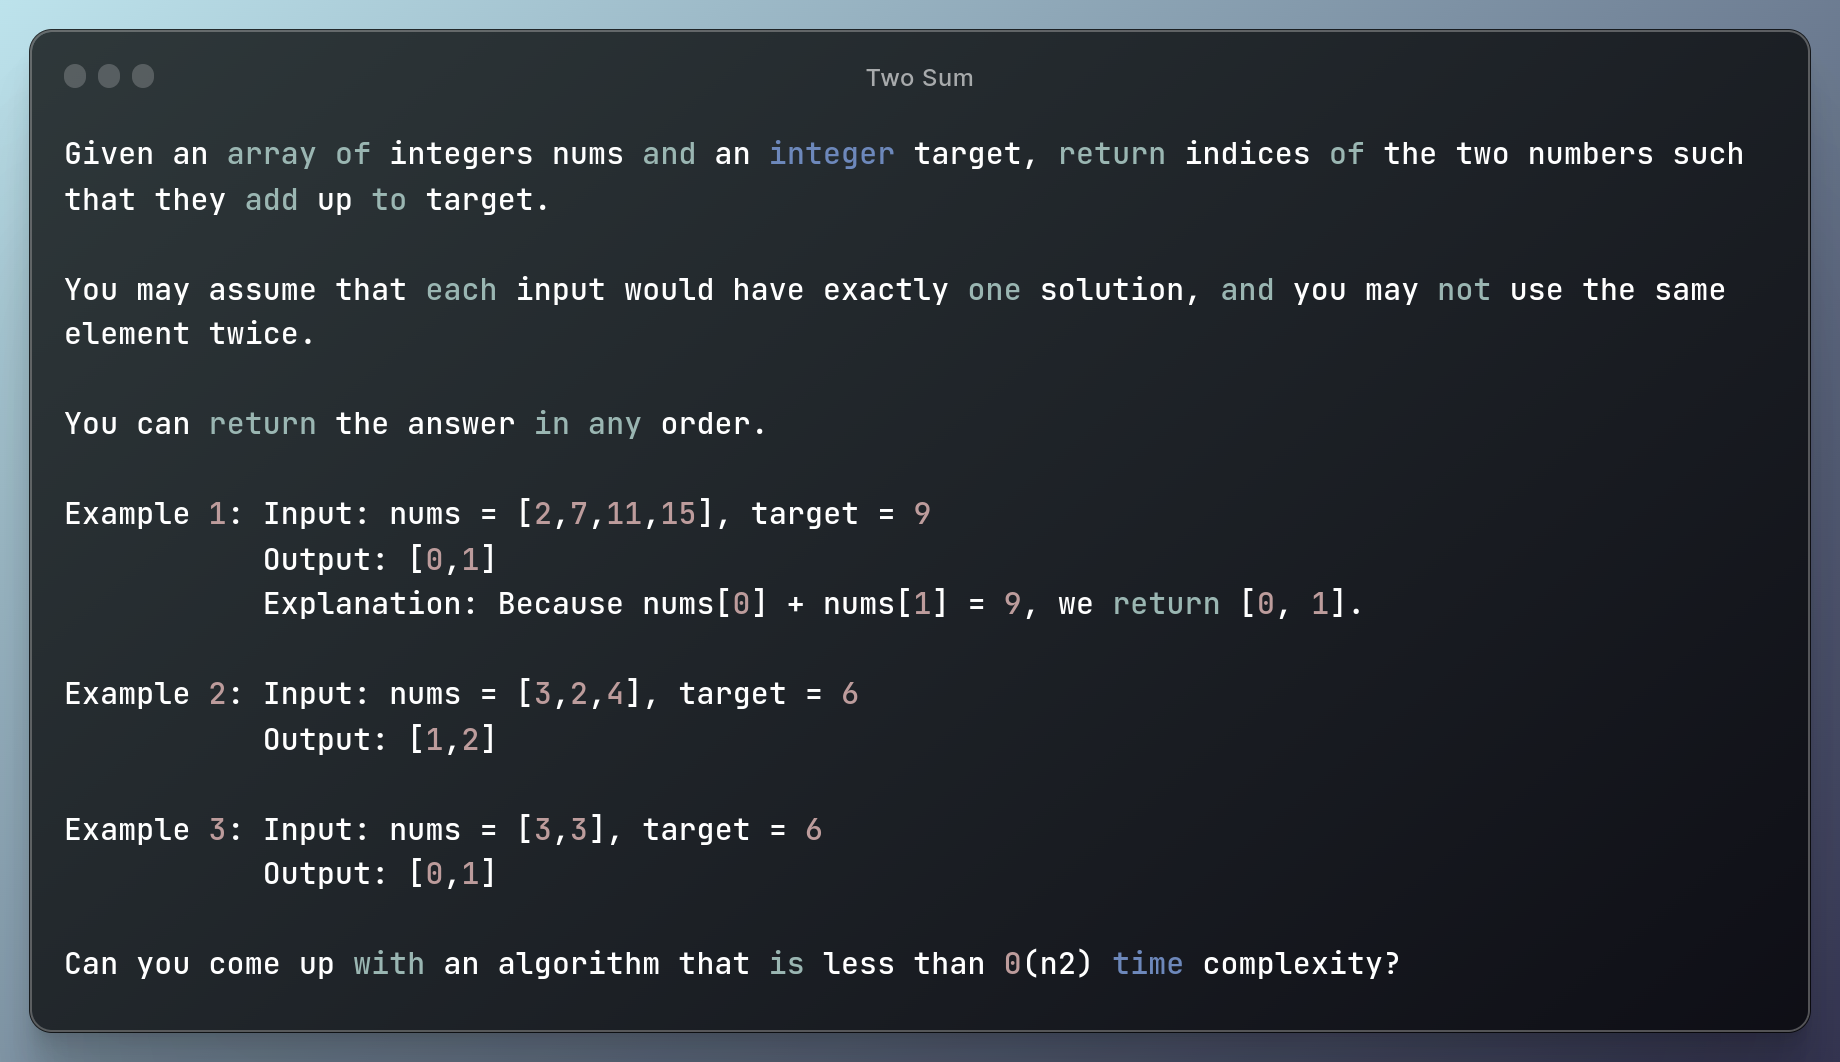 Two Sum
Given an array of integers nums and an integer target, return indices of the two numbers such
that they add up to target.
You may assume that each input would have exactly one solution, and you may not use the same
element twice.
You can return the answer in any order.
Example 1: Input: nums = [2,7,11,15], target = 9
Output: [0,1]
Explanation: Because nums[0] + nums[1] = 9, we return [0, 1].
Example 2: Input: nums = [3,2,4], target = 6
Output: [1,2]
Example 3: Input: nums = [3,3], target = 6
Output: [0,1]
Can you come up with an algorithm that is less than 0(n2) time complexity?